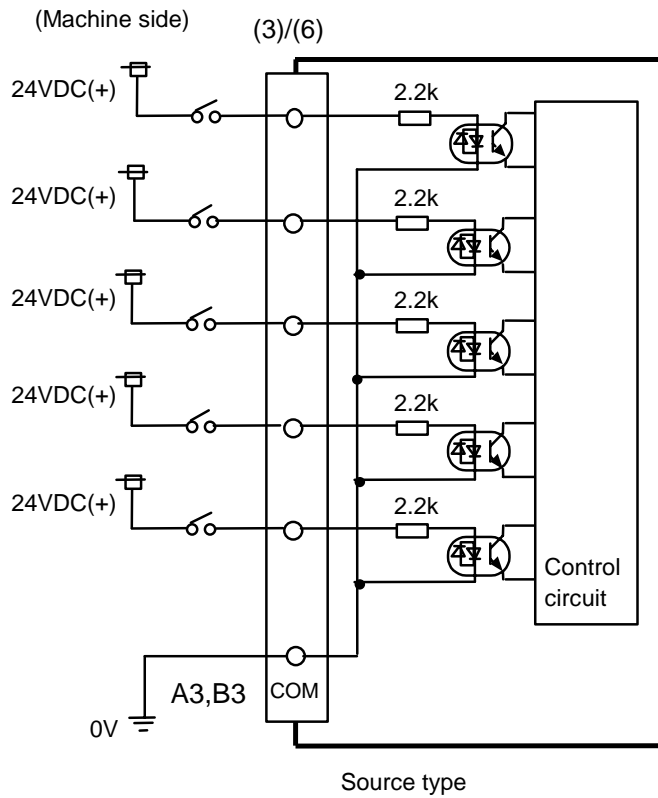 (Machine side)
(3)/(6)
24VDC(+)
2.2k
24VDC(+)
2.2k
24VDC(+)
2.2k
24VDC(+)
2.2k
24VDC(+)
2.2k
Control
circuit
A3,B3
COM
0V
Source type